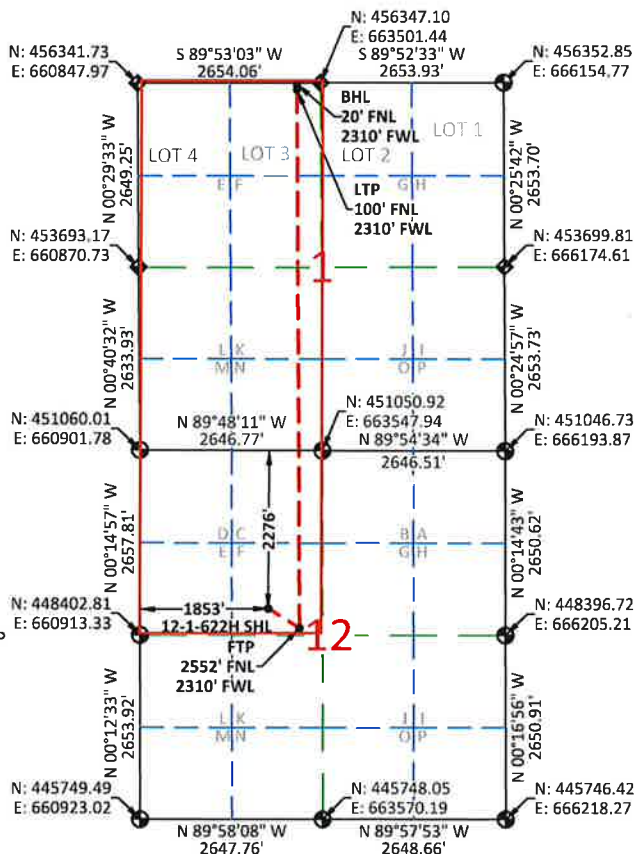 N: 456347.10
E: 663501.44
N: 456341.73
E: 660847.97
S 89°53'03" W
2654.06'
S 89°52'33" W
2653.93'
N: 456352.85
E: 666154.77
BHL
20' FNL
2310' FWL
LOT 4
LOT 3
LOT 2
LOT 1
N 00°29'33" W
2649.25'
N 00°25'42" W
2653.70'
E F
G H
LTP
100' FNL
2310' FWL
N: 453693.17
E: 660870.73
1
N: 453699.81
E: 666174.61
N 00°40'32" W
2633.93'
N 00°24'57" W
2653.73'
L K
M N
J I
O P
N: 451060.01
E: 660901.78
N 89°48'11" W
2646.77'
N: 451050.92
E: 663547.94
N 89°54'34" W
2646.51'
N: 451046.73
E: 666193.87
2276'
N 00°14'57" W
2657.81'
N 00°14'43" W
2650.62'
D C
E F
B A
G H
N: 448402.81
E: 660913.33
1853'
12-1-622H SHL
12
FTP
2552' FNL
2310' FWL
N: 448396.72
E: 666205.21
N 00°12'33" W
2653.92'
N 00°16'56" W
2650.91'
L K
M N
J I
O P
N: 445749.49
E: 660923.02
N: 445748.05
E: 663570.19
N: 445746.42
E: 666218.27
N 89°58'08" W
2647.76'
N 89°57'53" W
2648.66'